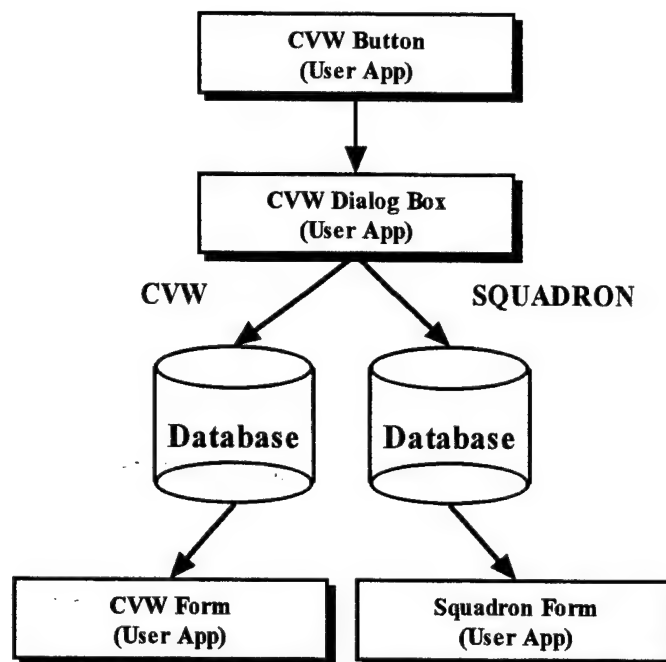 CVW Button
(User App)
CVW Dialog Box
(User App)
CVW
SQUADRON
Database
Database
CVW Form
(User App)
Squadron Form
(User App)